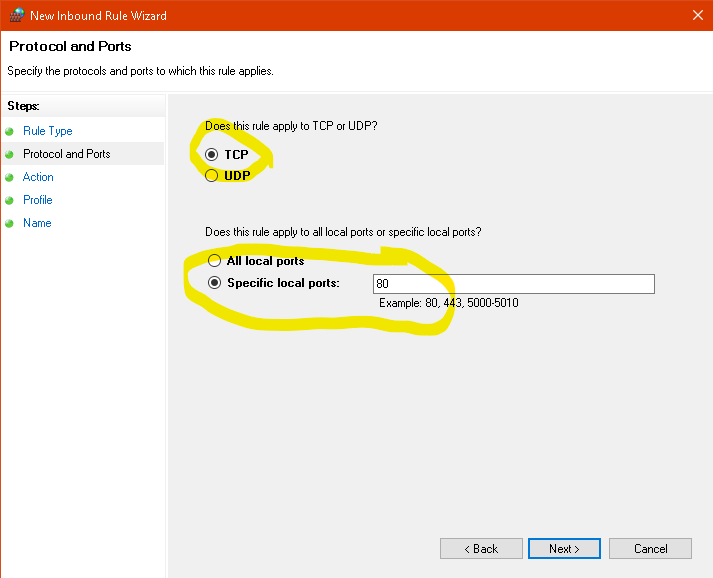 New Inbound Rule Wizard
Protocol and Ports
Specify the protocols and ports to which this rule applies.
Steps:
Rule Type
Protocol and Ports
Action
Profile
Name
Does this rule apply to TCP or UDP?
TCP
UDP
Does this rule apply to all local ports or specific local ports?
All local ports
Specific local ports: 80
Example: 80, 443, 5000-5010
< Back Next > Cancel